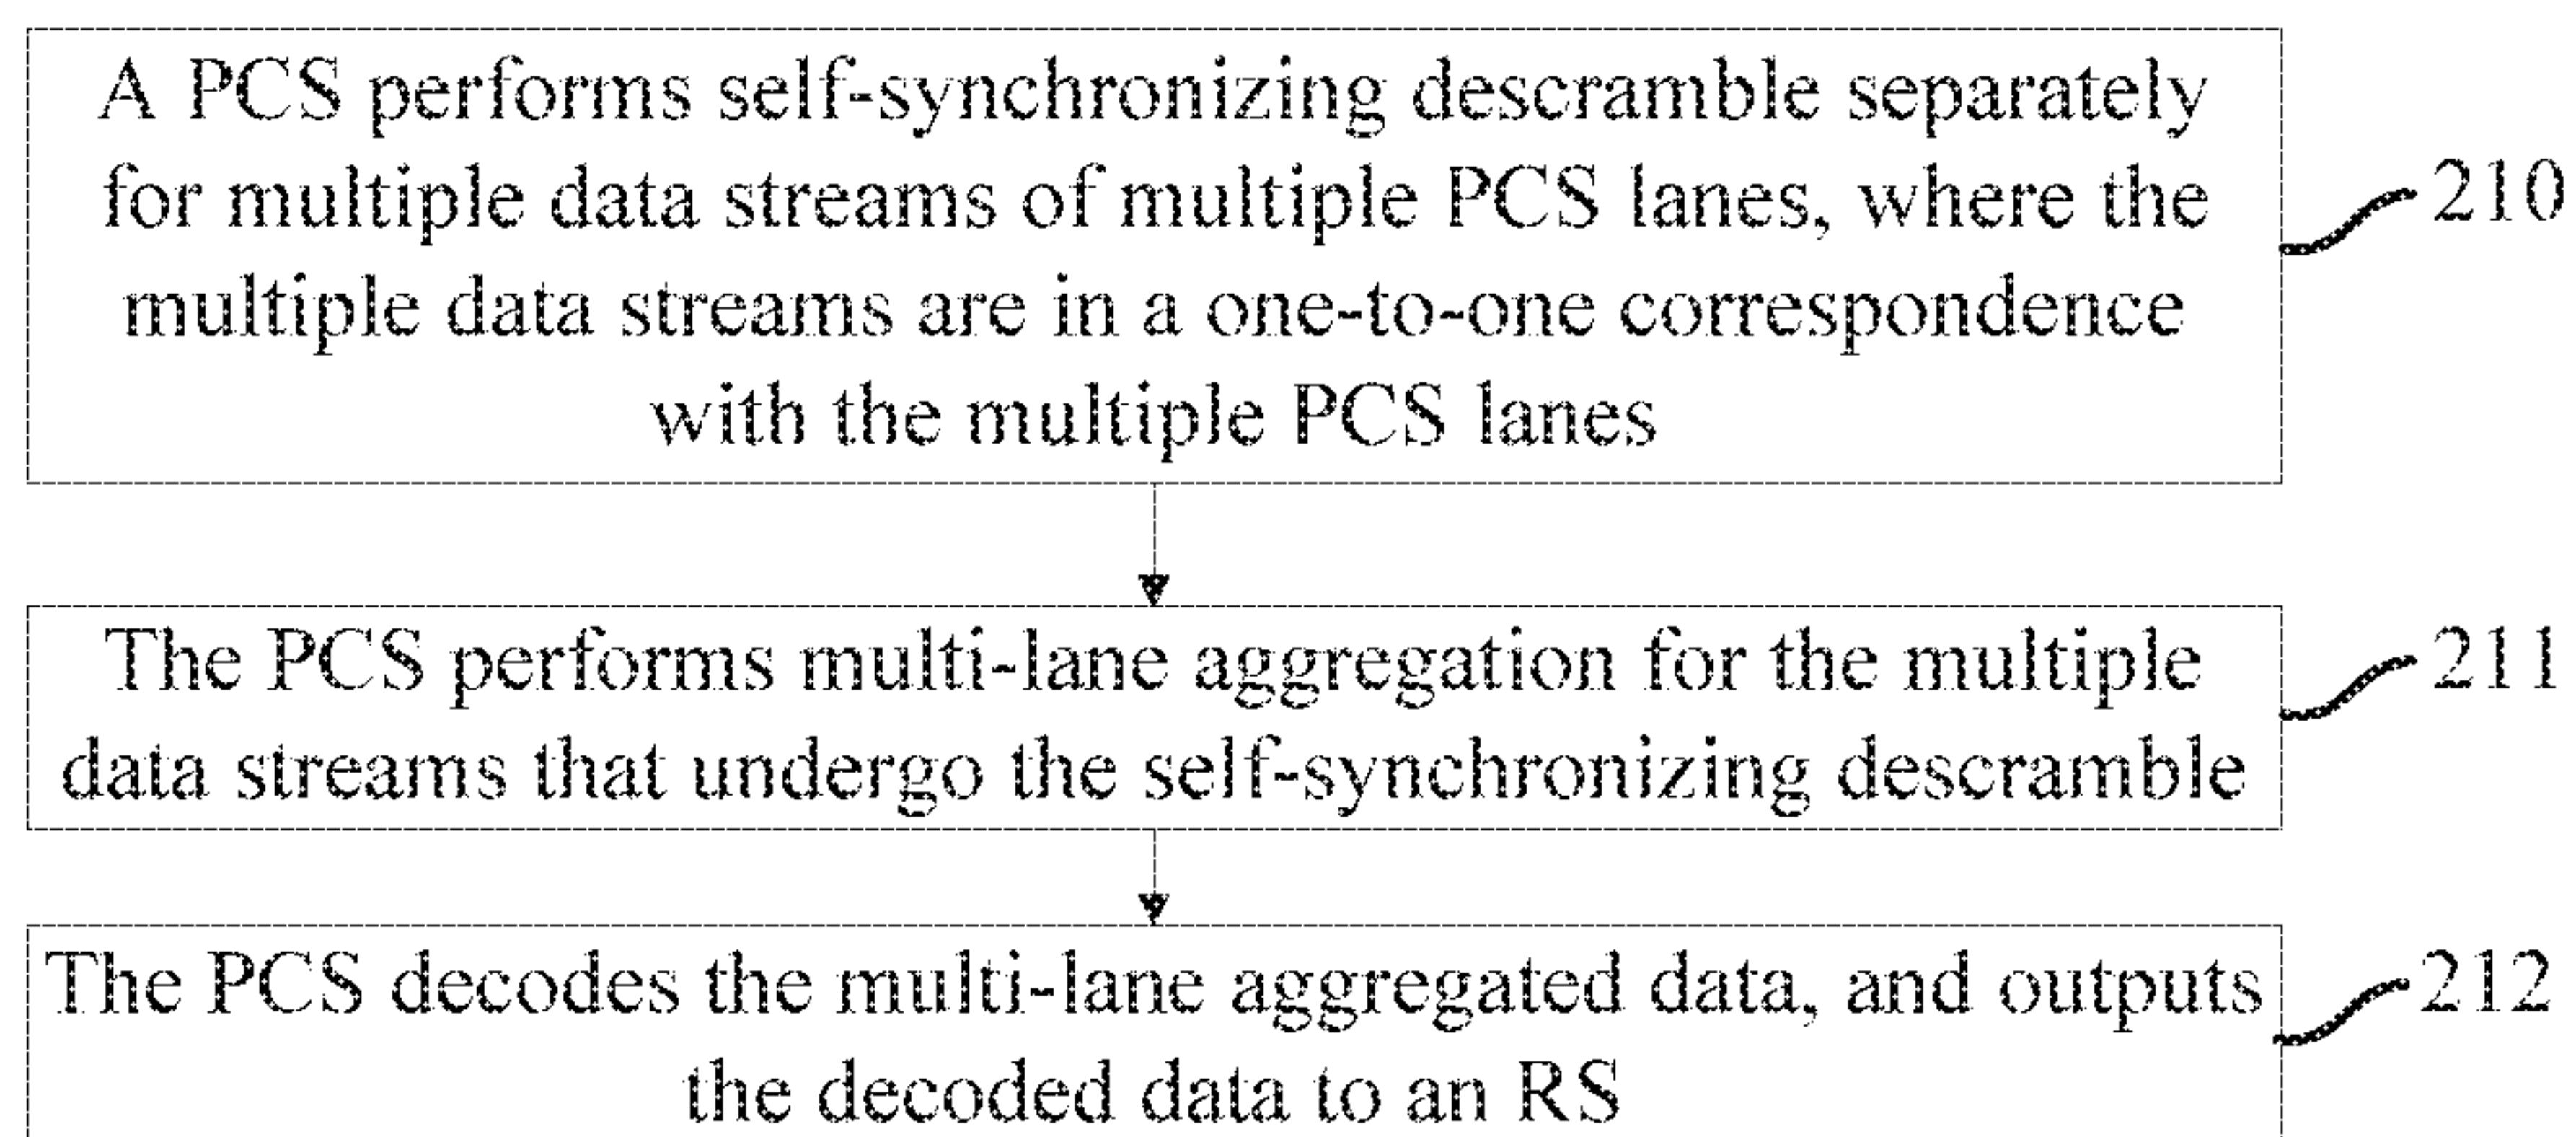 A PCS performs self-synchronizing descramble separately
for multiple data streams of multiple PCS lanes, where the
multiple data streams are in a one-to-one correspondence
with the multiple PCS lanes
210
The PCS performs multi-lane aggregation for the multiple
data streams that undergo the self-synchronizing descramble
211
The PCS decodes the multi-lane aggregated data, and outputs
the decoded data to an RS
212